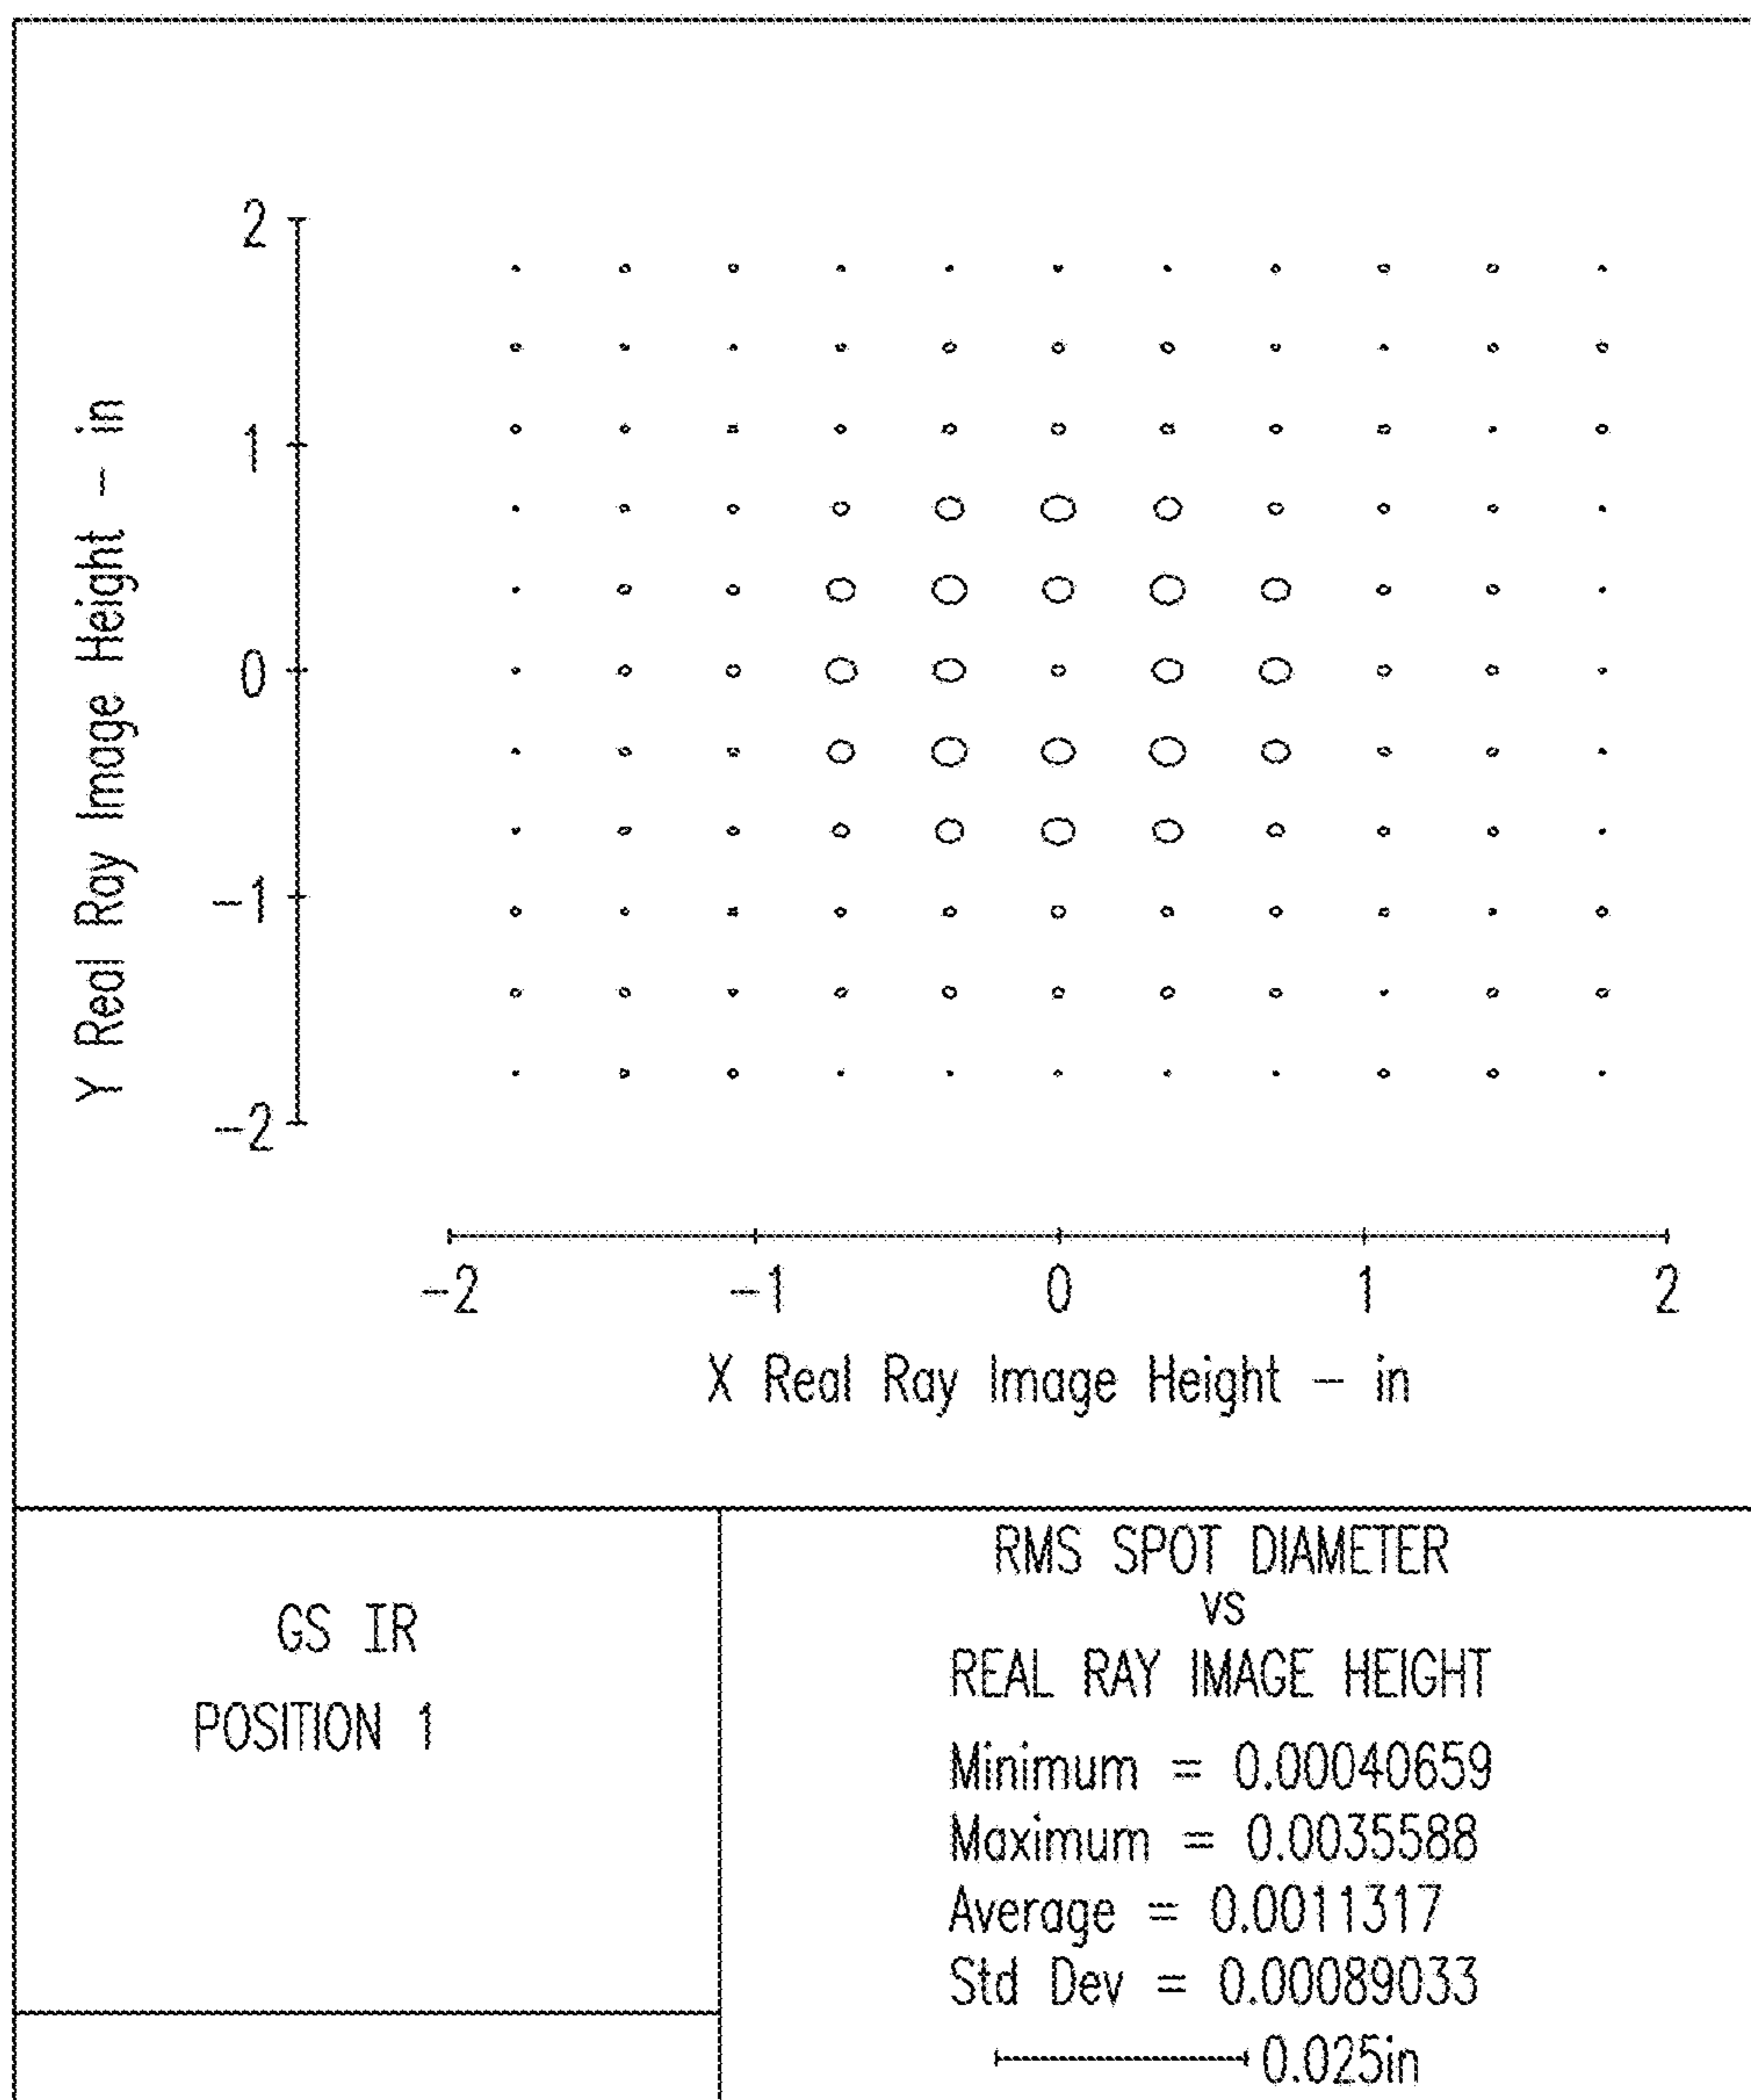 2
1
0
-1
-2
Y Real Ray Image Height - in
-2 -1 0 1 2
X Real Ray Image Height - in
GS IR
POSITION 1
RMS SPOT DIAMETER
vs
REAL RAY IMAGE HEIGHT
Minimum = 0.00040659
Maximum = 0.0035588
Average = 0.0011317
Std Dev = 0.00089033
0.025in